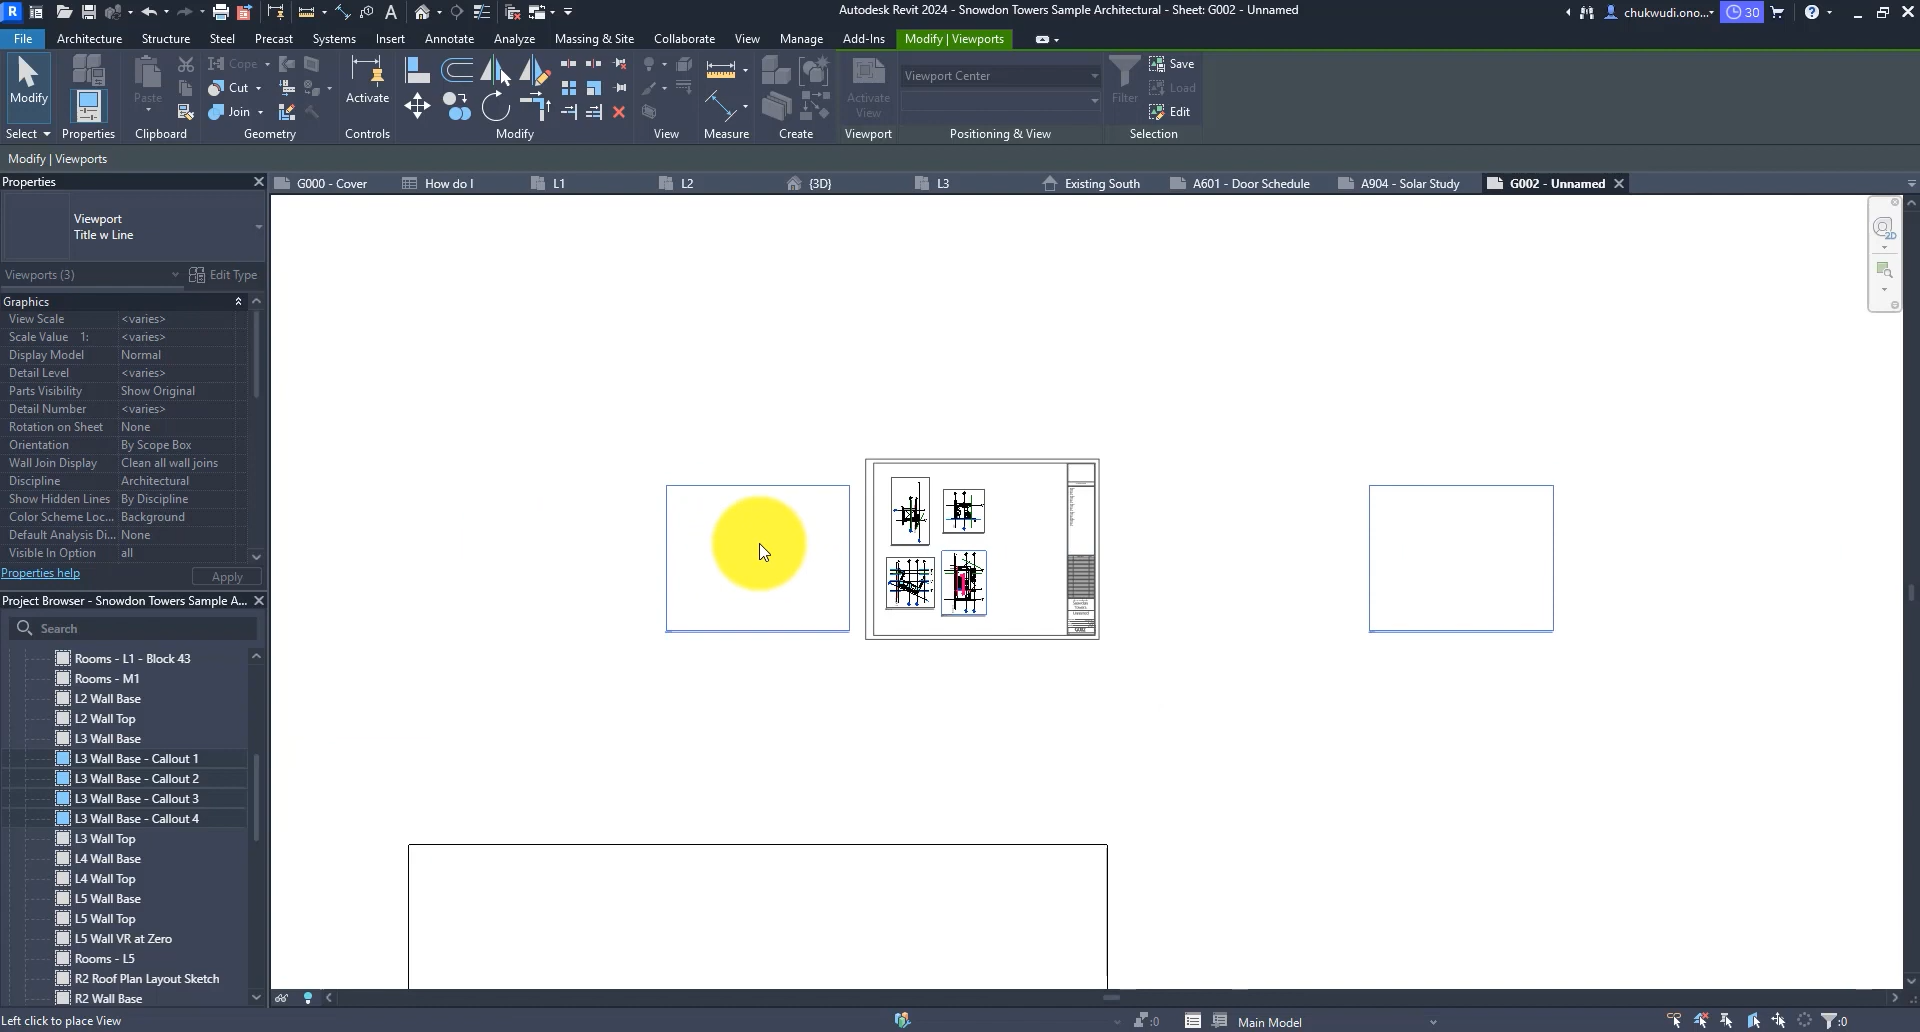 Autodesk Revit 2024 - Snowdon Towers Sample Architectural - Sheet: G002 - Unnamed
chukwudi.ono...
30
File Architecture Structure Steel Precast Systems Insert Annotate Analyze Massing & Site Collaborate View Manage Add-Ins Modify | Viewports
Modify
Paste
Cope
Cut
Join
Activate
Activate View
Viewport Center
Filter
Save
Load
Edit
Select Properties Clipboard Geometry Controls Modify View Measure Create Viewport Positioning & View Selection
Modify | Viewports
Properties
G000 - Cover How do I L1 L2 {3D} L3 Existing South A601 - Door Schedule A904 - Solar Study G002 - Unnamed
Viewport
Title w Line
Viewports (3) Edit Type
Graphics
View Scale <varies>
Scale Value 1: <varies>
Display Model Normal
Detail Level <varies>
Parts Visibility Show Original
Detail Number <varies>
Rotation on Sheet None
Orientation By Scope Box
Wall Join Display Clean all wall joins
Discipline Architectural
Show Hidden Lines By Discipline
Color Scheme Loc... Background
Default Analysis Di... None
Visible In Option all
Properties help Apply
Project Browser - Snowdon Towers Sample A...
Search
Rooms - L1 - Block 43
Rooms - M1
L2 Wall Base
L2 Wall Top
L3 Wall Base
L3 Wall Base - Callout 1
L3 Wall Base - Callout 2
L3 Wall Base - Callout 3
L3 Wall Base - Callout 4
L3 Wall Top
L4 Wall Base
L4 Wall Top
L5 Wall Base
L5 Wall Top
L5 Wall VR at Zero
Rooms - L5
R2 Roof Plan Layout Sketch
R2 Wall Base
2D
Left click to place View
:0
Main Model
:0